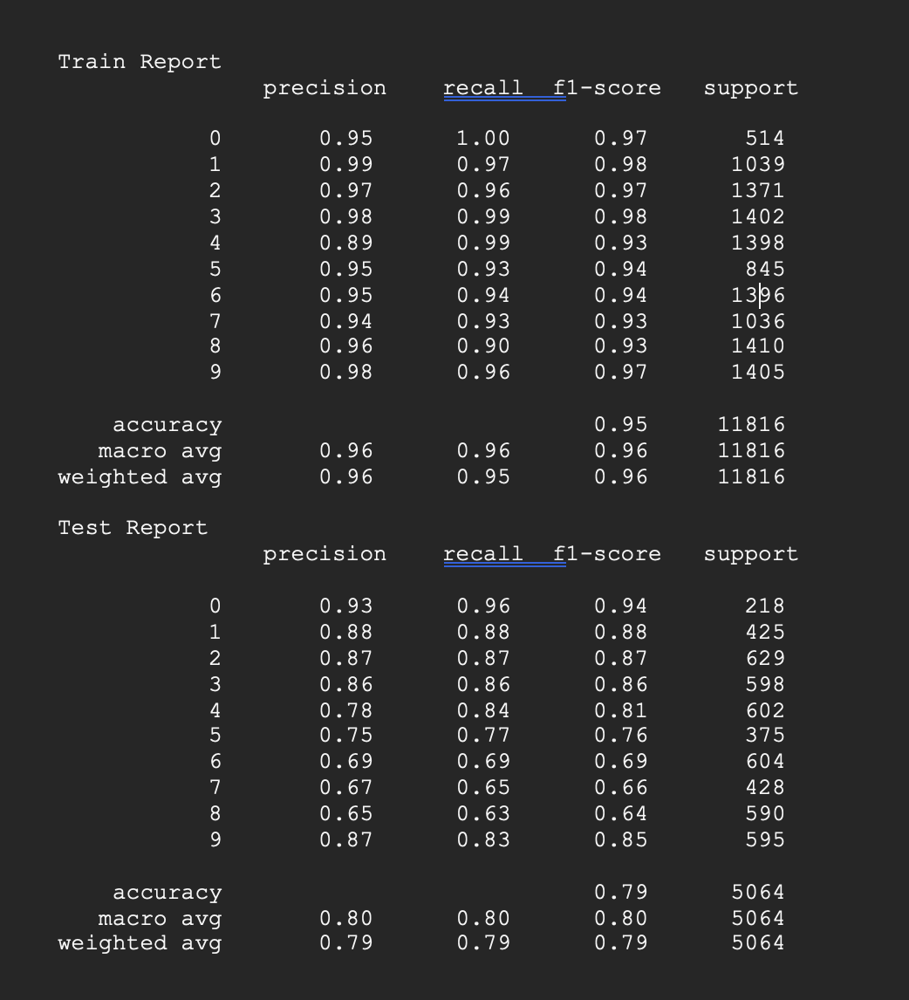 Train Report
precision recall f1-score support
0 0.95 1.00 0.97 514
1 0.99 0.97 0.98 1039
2 0.97 0.96 0.97 1371
3 0.98 0.99 0.98 1402
4 0.89 0.99 0.93 1398
5 0.95 0.93 0.94 845
6 0.95 0.94 0.94 1396
7 0.94 0.93 0.93 1036
8 0.96 0.90 0.93 1410
9 0.98 0.96 0.97 1405
accuracy 0.95 11816
macro avg 0.96 0.96 0.96 11816
weighted avg 0.96 0.95 0.96 11816
Test Report
precision recall f1-score support
0 0.93 0.96 0.94 218
1 0.88 0.88 0.88 425
2 0.87 0.87 0.87 629
3 0.86 0.86 0.86 598
4 0.78 0.84 0.81 602
5 0.75 0.77 0.76 375
6 0.69 0.69 0.69 604
7 0.67 0.65 0.66 428
8 0.65 0.63 0.64 590
9 0.87 0.83 0.85 595
accuracy 0.79 5064
macro avg 0.80 0.80 0.80 5064
weighted avg 0.79 0.79 0.79 5064